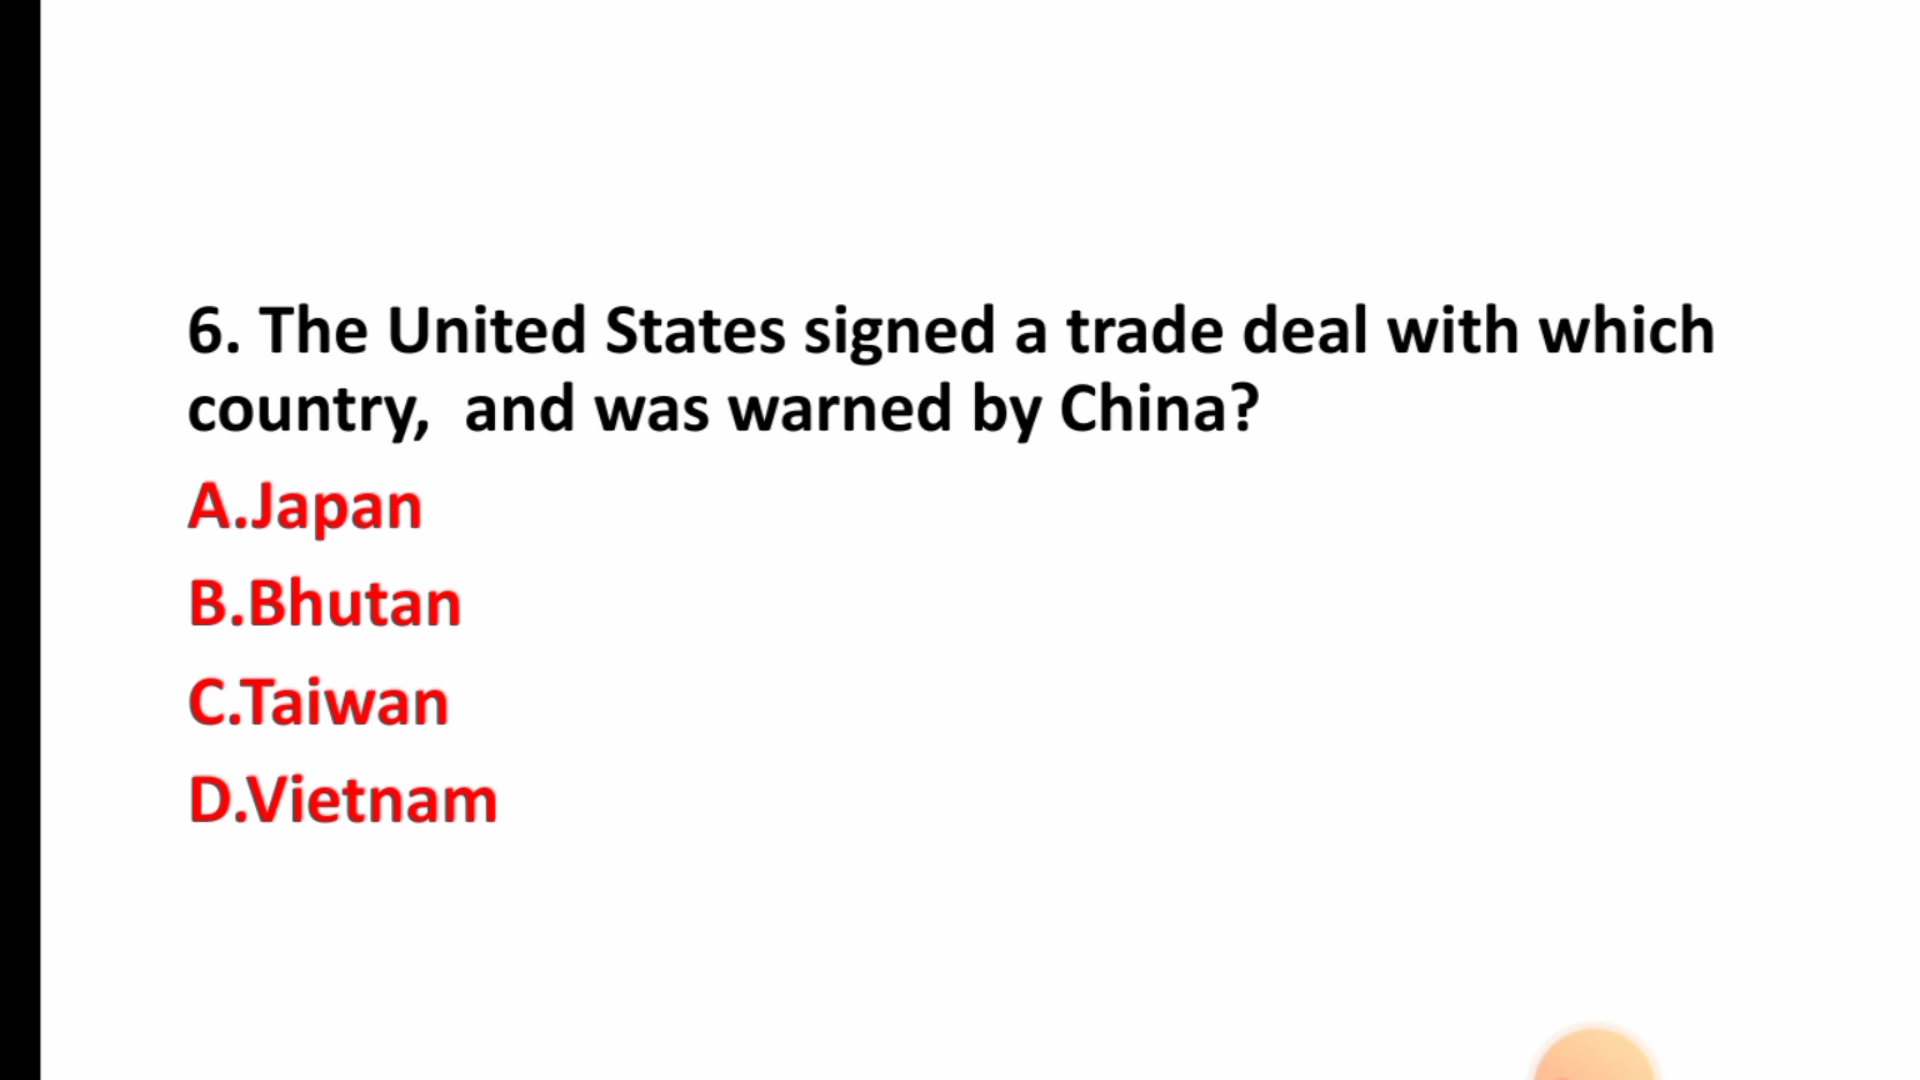 6. The United States signed a trade deal with which
country,  and was warned by China?
A.Japan
B.Bhutan
C.Taiwan
D.Vietnam